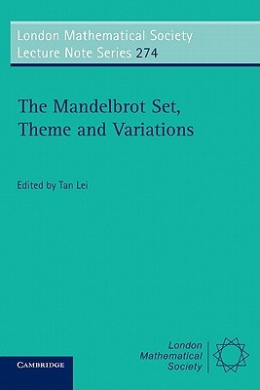 London Mathematical Society
Lecture Note Series 274
The Mandelbrot Set,
Theme and Variations
Edited by Tan Lei
London
Mathematical
Society
CAMBRIDGE